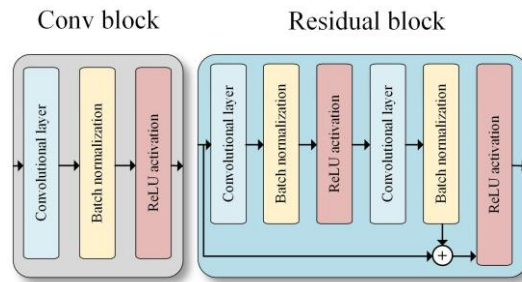 Conv block
Residual block
Convolutional layer
Batch normalization
ReLU activation
Convolutional layer
Batch normalization
ReLU activation
Convolutional layer
Batch normalization
ReLU activation